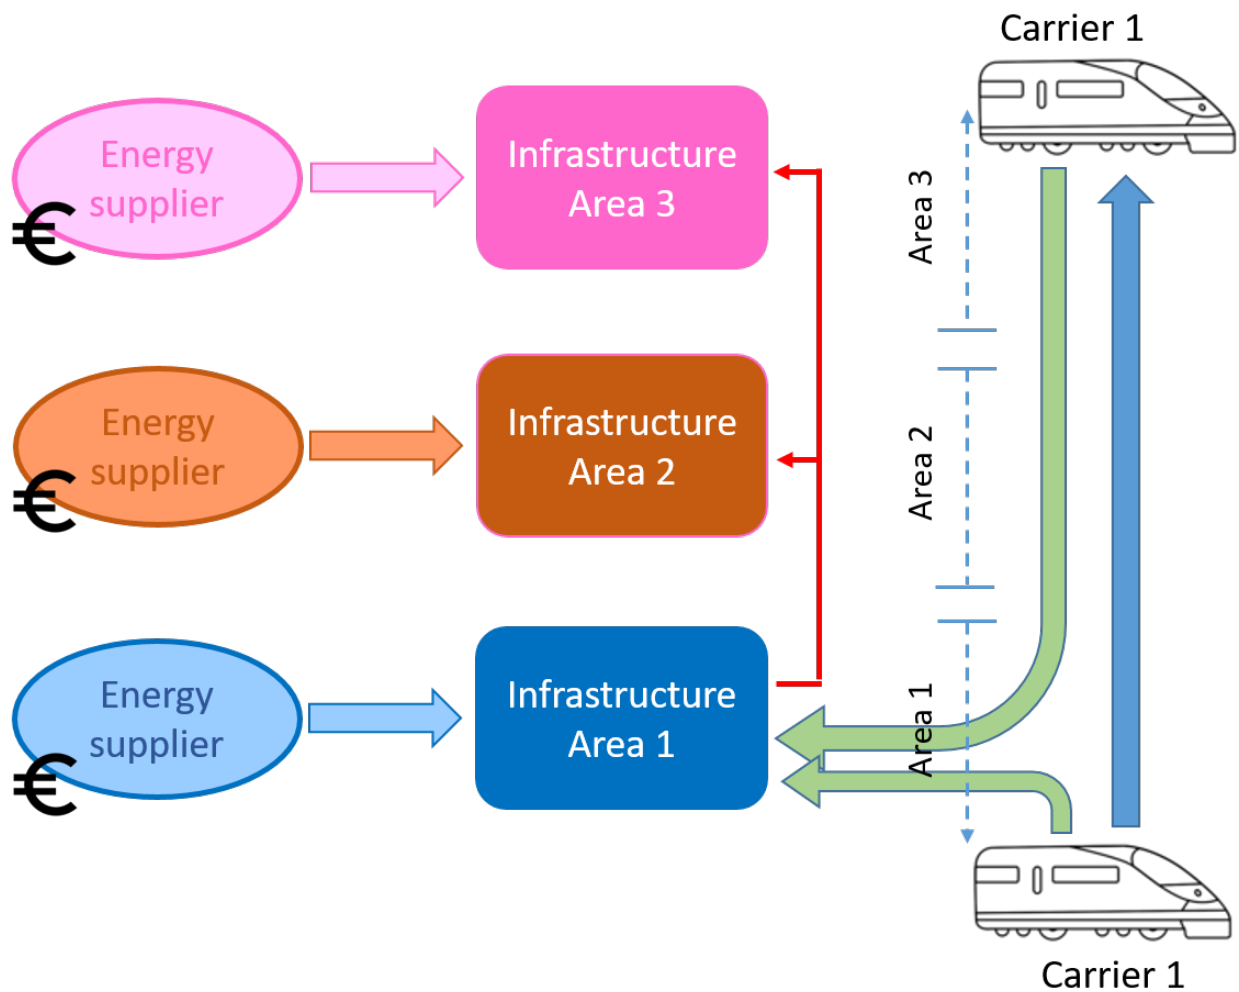 Carrier 1
Energy
supplier
€
Infrastructure
Area 3
Area 3
Energy
supplier
€
Infrastructure
Area 2
Area 2
Energy
supplier
€
Infrastructure
Area 1
Area 1
Carrier 1